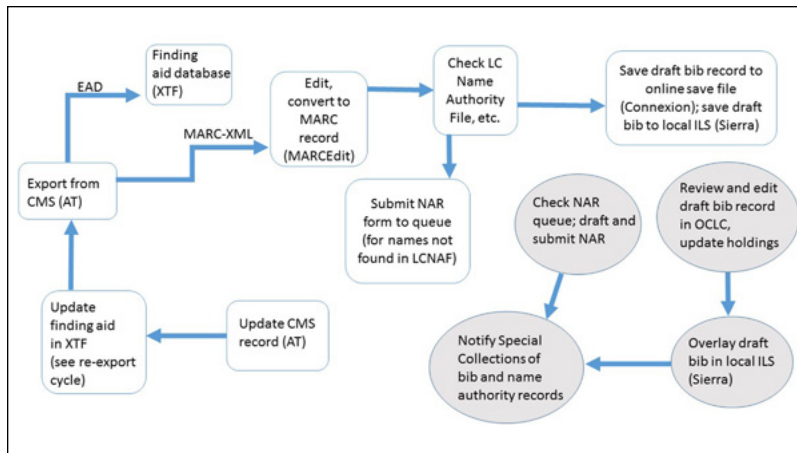 Finding
aid database
(XTF)
EAD
MARC-XML
Export from
CMS (AT)
Edit,
convert to
MARC
record
(MARCEdit)
Check LC
Name
Authority
File, etc.
Save draft bib record to
online save file
(Connexion); save draft
bib to local ILS (Sierra)
Submit NAR
form to queue
(for names not
found in LCNAF)
Check NAR
queue; draft and
submit NAR
Review and edit
draft bib record
in OCLC,
update holdings
Update
finding aid
in XTF
(see re-export
cycle)
Update CMS
record (AT)
Notify Special
Collections of
bib and name
authority records
Overlay draft
bib in local ILS
(Sierra)